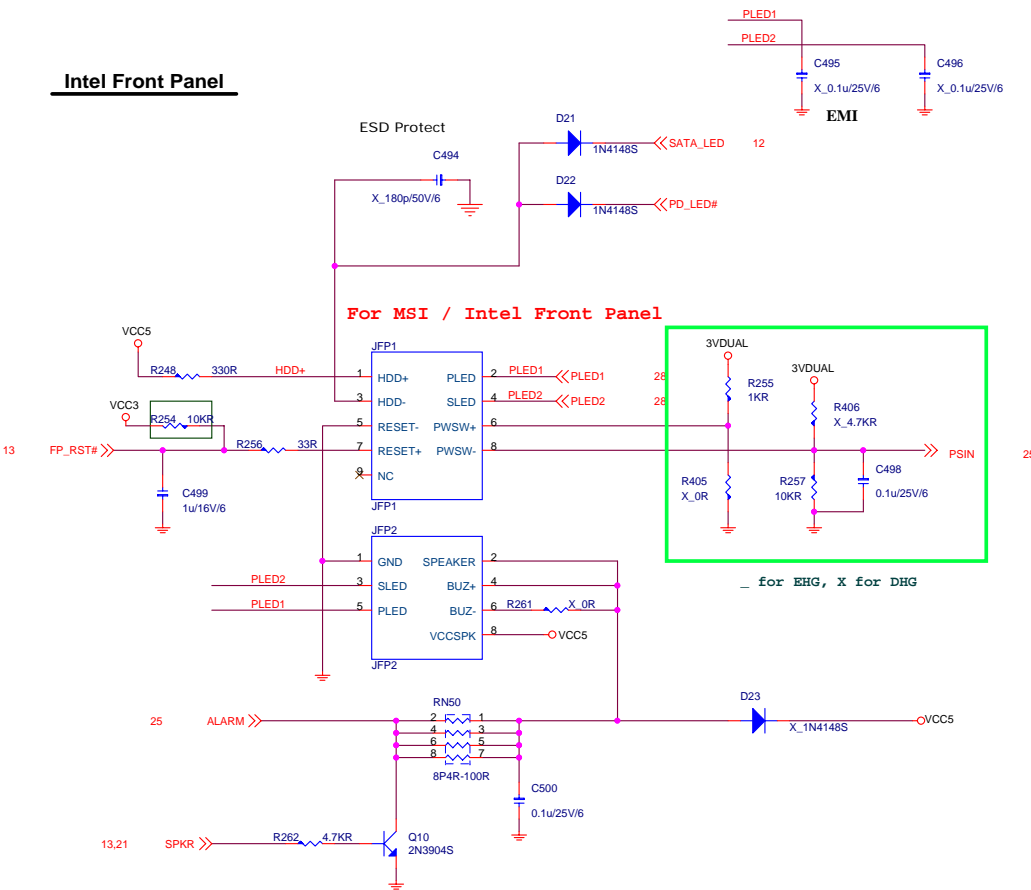 PLED1
PLED2
C495
X_0.1u/25V/6
C496
X_0.1u/25V/6
EMI
Intel Front Panel
ESD Protect
C494
X_180p/50V/6
D21
1N4148S
SATA_LED 12
D22
1N4148S
PD_LED#
For MSI / Intel Front Panel
VCC5
R248 330R HDD+
VCC3
R254 10KR
13 FP_RST#
R256 33R
C499
1u/16V/6
JFP1
1 HDD+ PLED 2 PLED1 PLED1 28
3 HDD- SLED 4 PLED2 PLED2 28
5 RESET- PWSW+ 6
7 RESET+ PWSW- 8
9 NC
JFP1
3VDUAL
R255
1KR
3VDUAL
R406
X_4.7KR
R405
X_0R
R257
10KR
C498
0.1u/25V/6
PSIN
_ for EHG, X for DHG
JFP2
1 GND SPEAKER 2
PLED2 3 SLED BUZ+ 4
PLED1 5 PLED BUZ- 6 R261 X_0R
VCCSPK 8 VCC5
JFP2
25 ALARM
RN50
2 1
4 3
6 5
8 7
8P4R-100R
D23
X_1N4148S
VCC5
C500
0.1u/25V/6
13,21 SPKR
R262 4.7KR
Q10
2N3904S